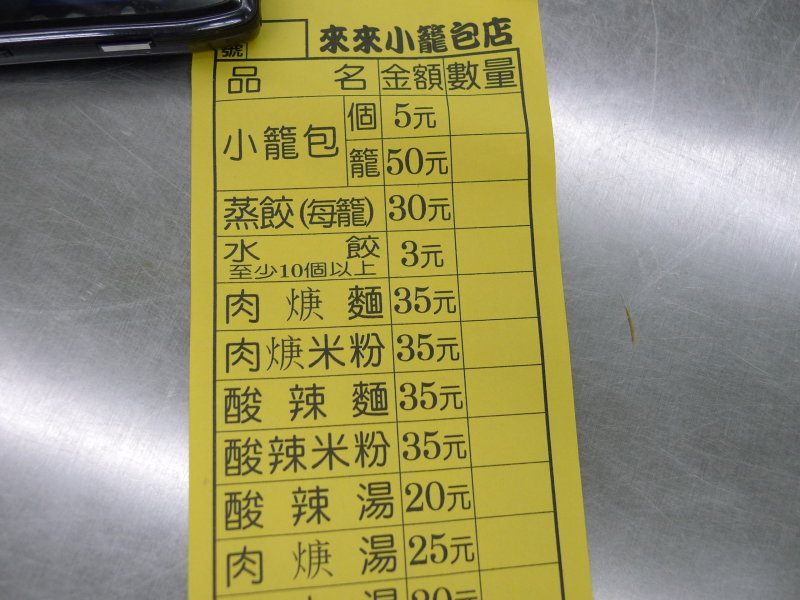 來來小籠包店
號
品名 金額 數量
小籠包 個 5元
籠 50元
蒸餃(每籠) 30元
水餃 3元
至少10個以上
肉焿麵 35元
肉焿米粉 35元
酸辣麵 35元
酸辣米粉 35元
酸辣湯 20元
肉焿湯 25元
湯 20元